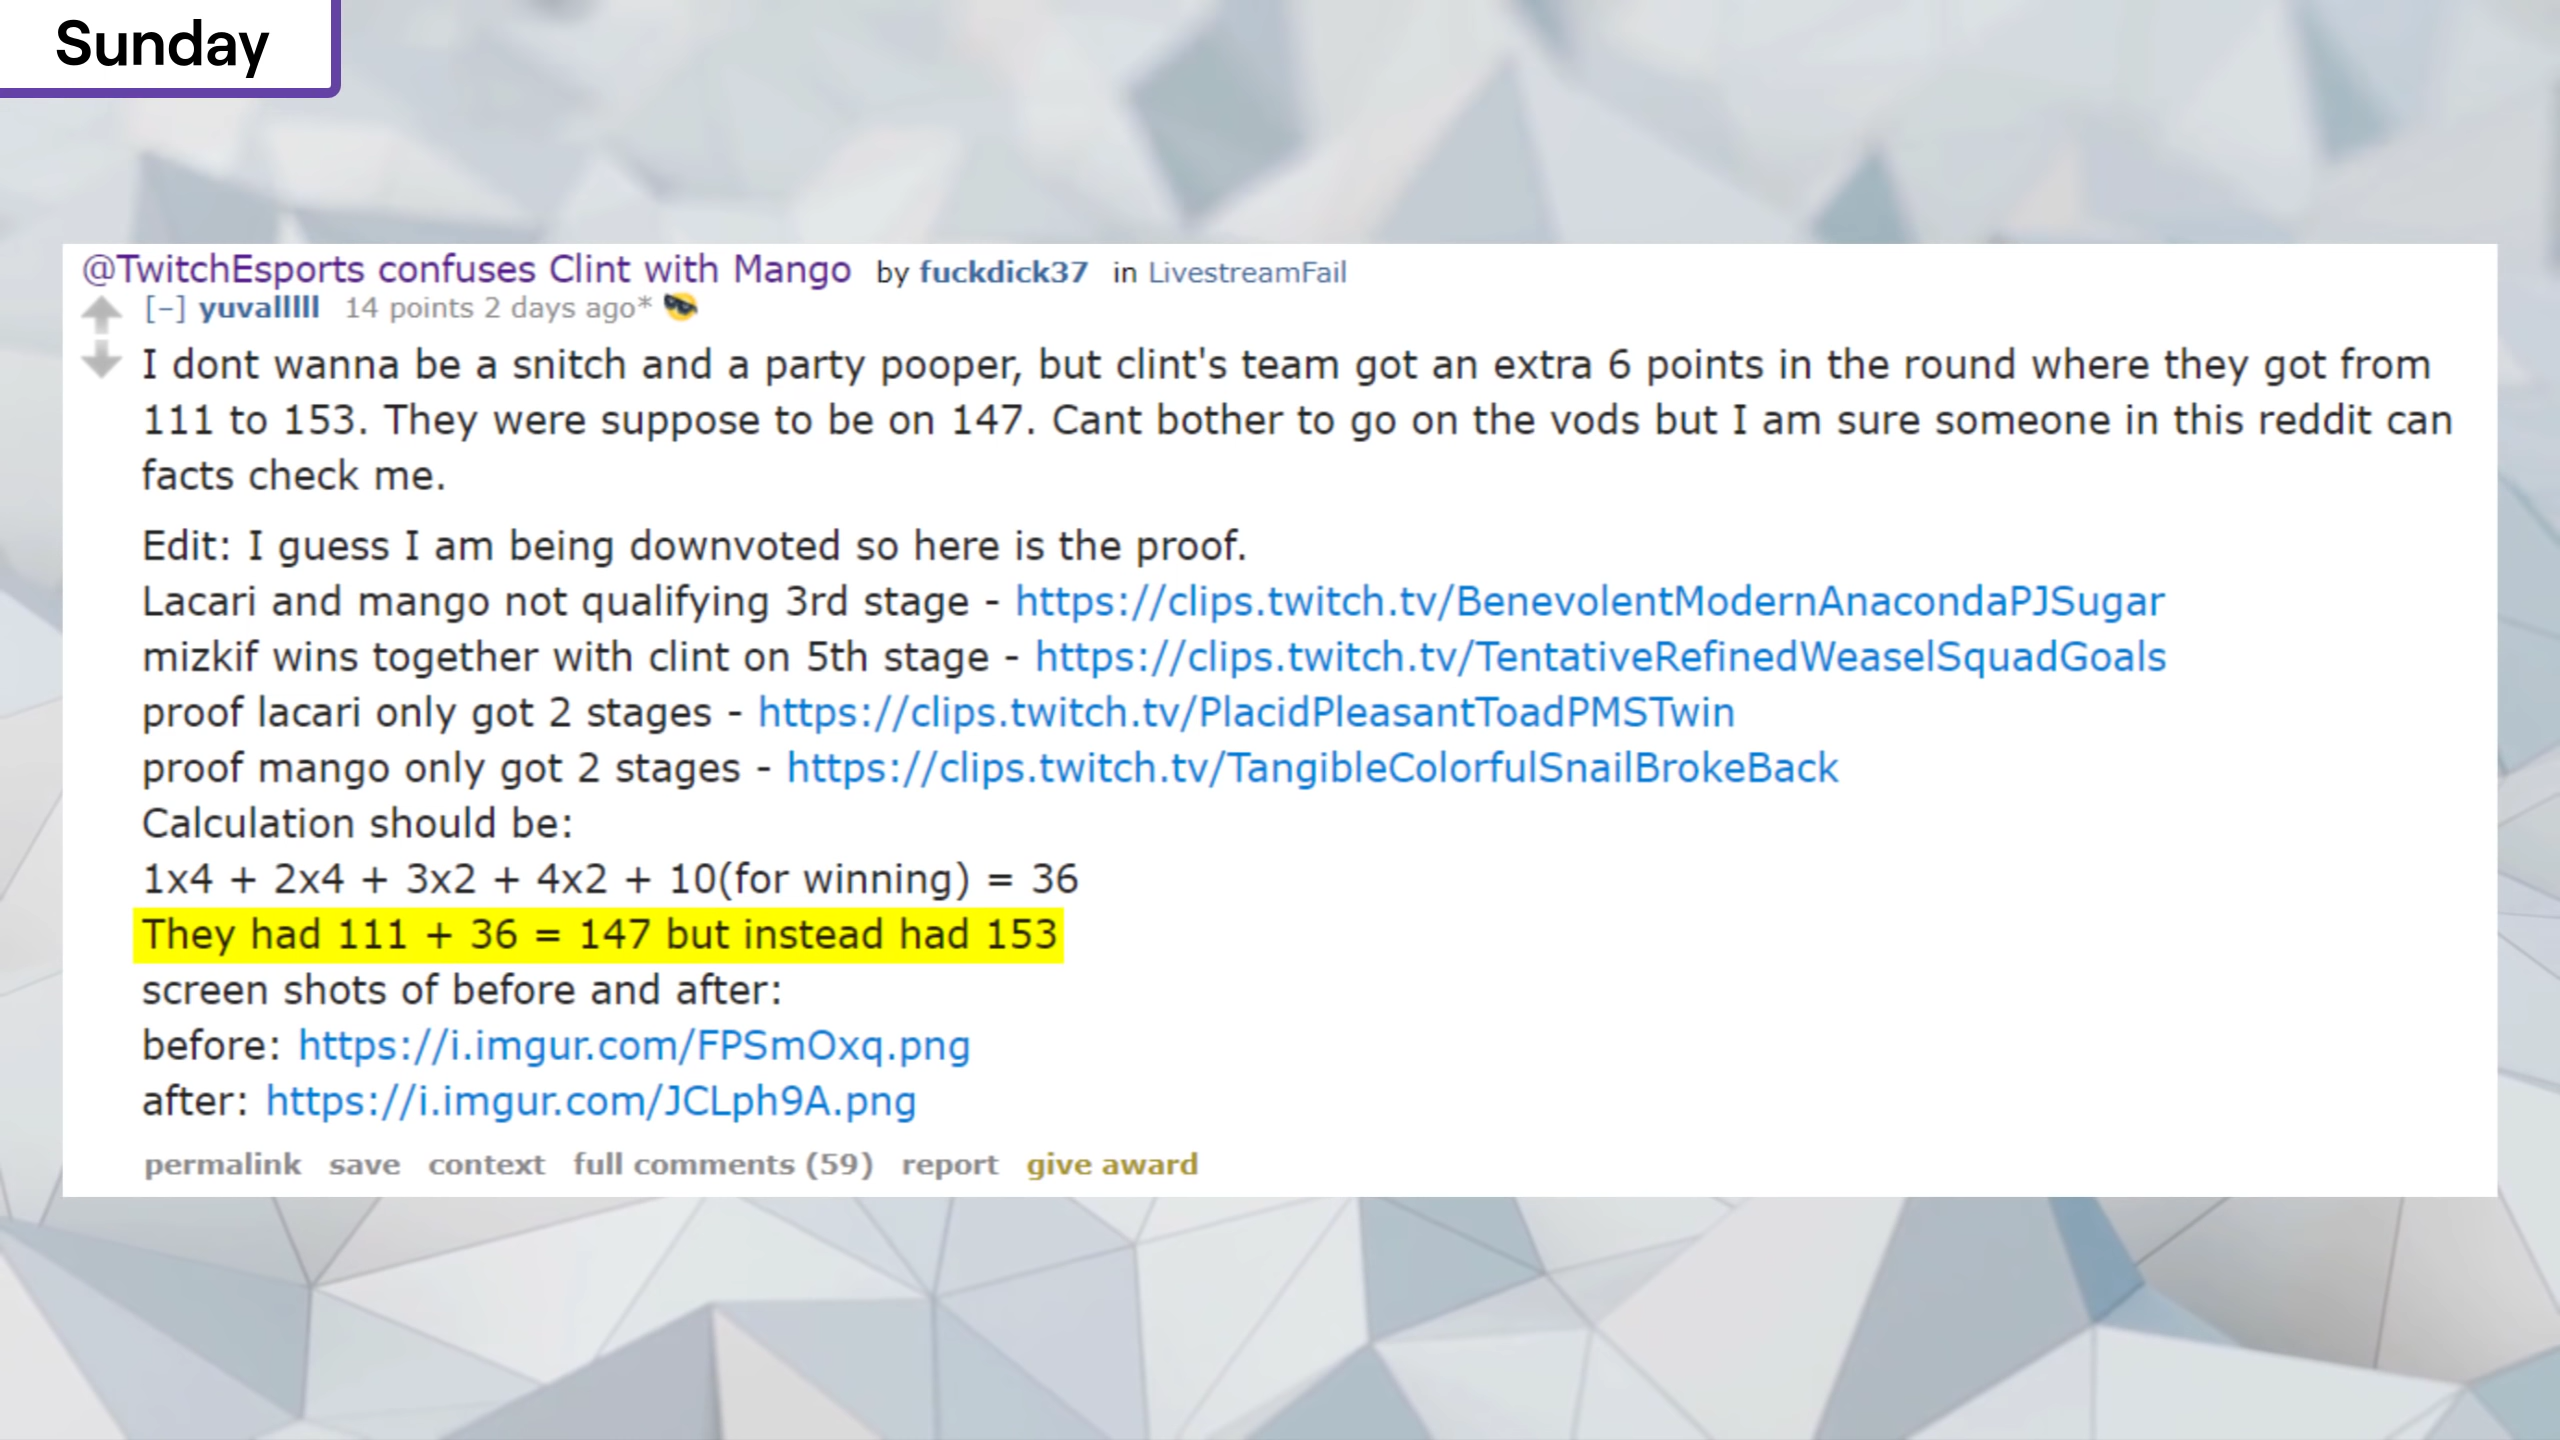 Sunday
@TwitchEsports confuses Clint with Mango by fuckdick37 in LivestreamFail
[–] yuvalllll 14 points 2 days ago* 😎
I dont wanna be a snitch and a party pooper, but clint's team got an extra 6 points in the round where they got from
111 to 153. They were suppose to be on 147. Cant bother to go on the vods but I am sure someone in this reddit can
facts check me.
Edit: I guess I am being downvoted so here is the proof.
Lacari and mango not qualifying 3rd stage - https://clips.twitch.tv/BenevolentModernAnacondaPJSugar
mizkif wins together with clint on 5th stage - https://clips.twitch.tv/TentativeRefinedWeaselSquadGoals
proof lacari only got 2 stages - https://clips.twitch.tv/PlacidPleasantToadPMSTwin
proof mango only got 2 stages - https://clips.twitch.tv/TangibleColorfulSnailBrokeBack
Calculation should be:
1x4 + 2x4 + 3x2 + 4x2 + 10(for winning) = 36
They had 111 + 36 = 147 but instead had 153
screen shots of before and after:
before: https://i.imgur.com/FPSmOxq.png
after: https://i.imgur.com/JCLph9A.png
permalink save context full comments (59) report give award